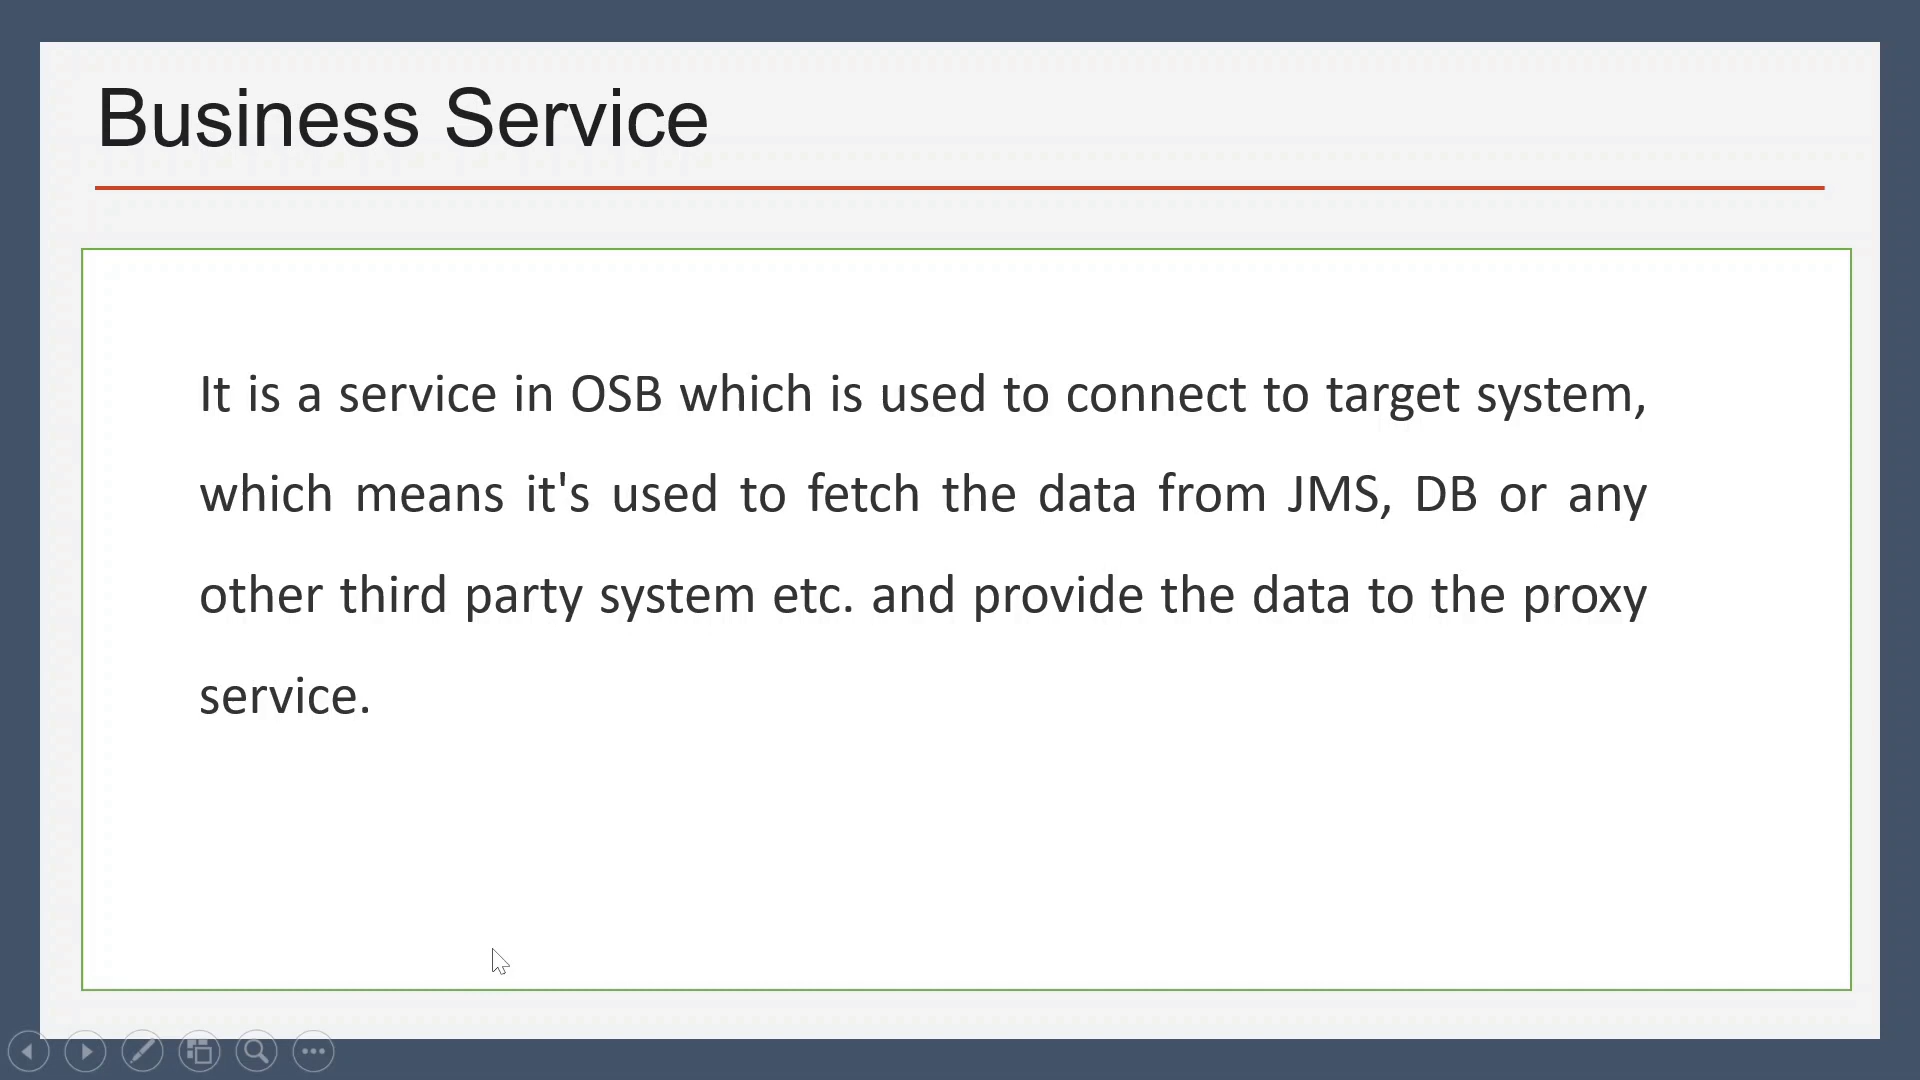 Business Service
It is a service in OSB which is used to connect to target system,
which means it's used to fetch the data from JMS, DB or any
other third party system etc. and provide the data to the proxy
service.